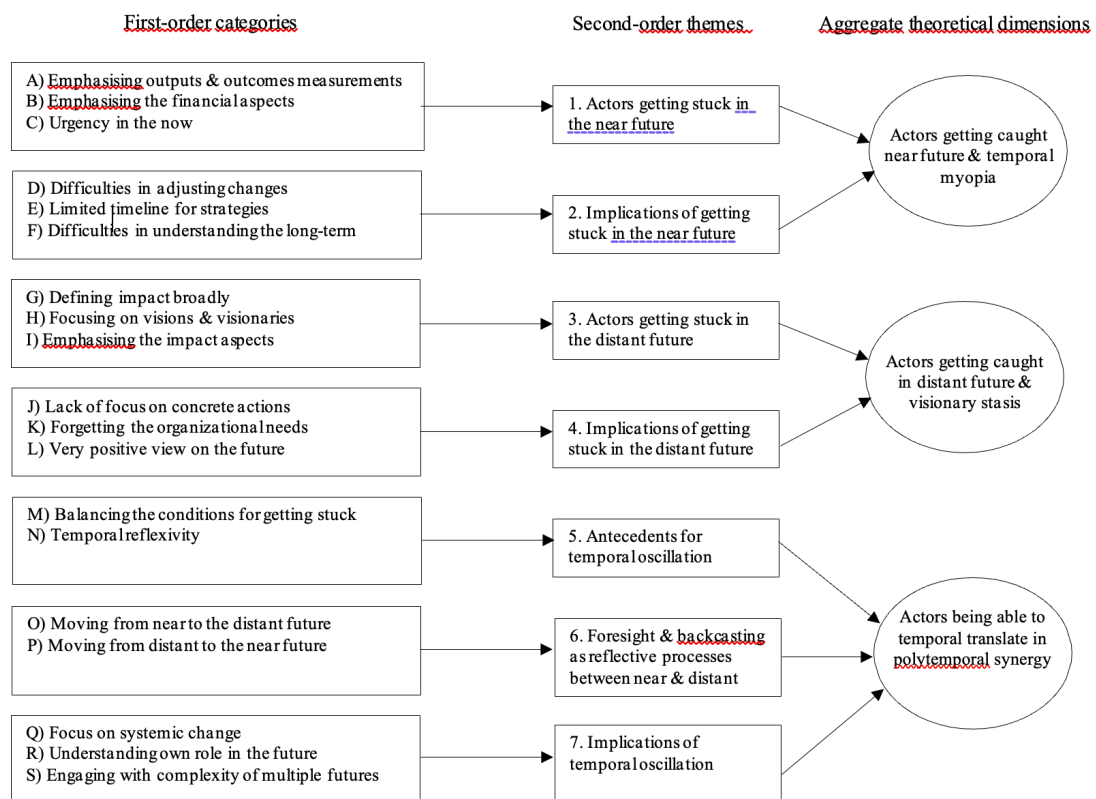 First-order categories
Second-order themes
Aggregate theoretical dimensions
A) Emphasising outputs & outcomes measurements
B) Emphasising the financial aspects
C) Urgency in the now
1. Actors getting stuck in
the near future
Actors getting caught
near future & temporal
myopia
D) Difficulties in adjusting changes
E) Limited timeline for strategies
F) Difficulties in understanding the long-term
2. Implications of getting
stuck in the near future
G) Defining impact broadly
H) Focusing on visions & visionaries
I) Emphasising the impact aspects
3. Actors getting stuck in
the distant future
Actors getting caught
in distant future &
visionary stasis
J) Lack of focus on concrete actions
K) Forgetting the organizational needs
L) Very positive view on the future
4. Implications of getting
stuck in the distant future
M) Balancing the conditions for getting stuck
N) Temporal reflexivity
5. Antecedents for
temporal oscillation
O) Moving from near to the distant future
P) Moving from distant to the near future
6. Foresight & backcasting
as reflective processes
between near & distant
Actors being able to
temporal translate in
polytemporal synergy
Q) Focus on systemic change
R) Understanding own role in the future
S) Engaging with complexity of multiple futures
7. Implications of
temporal oscillation